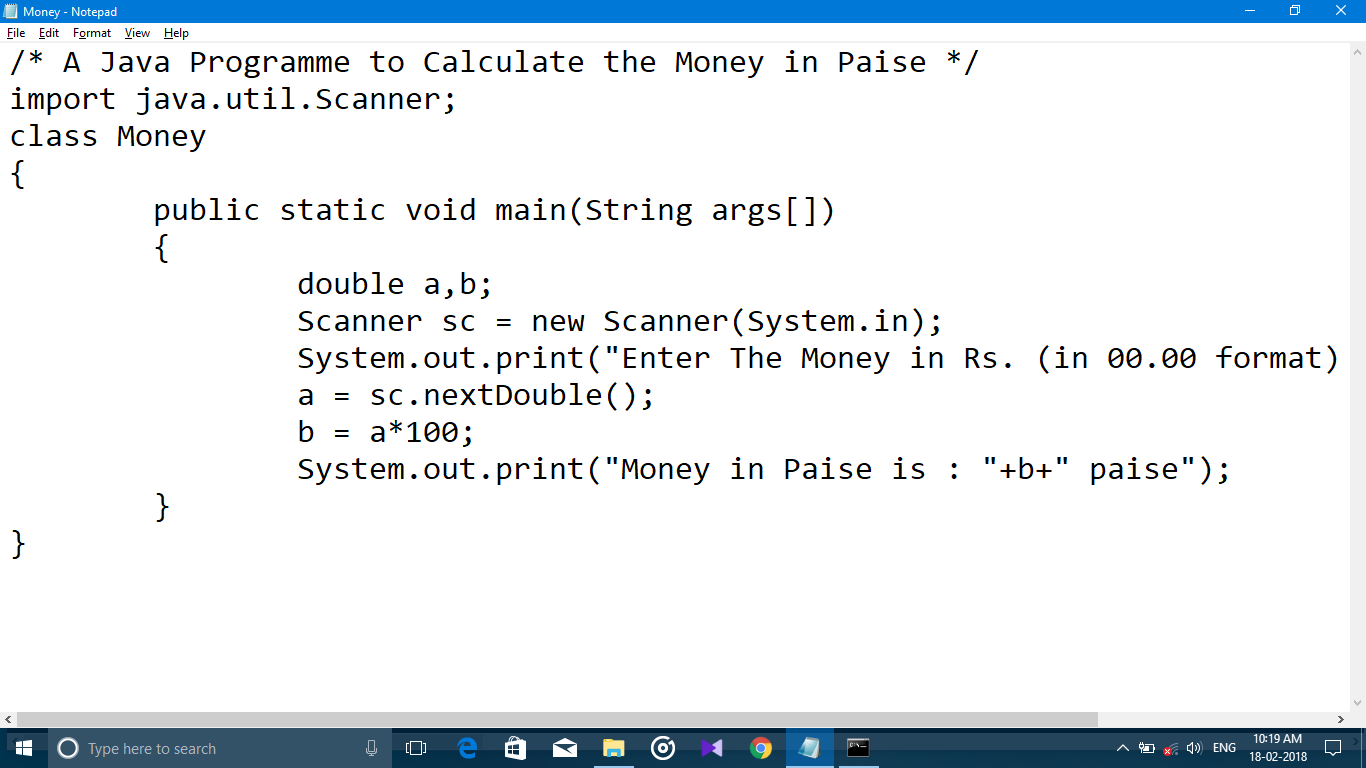 Money - Notepad
File Edit Format View Help
/* A Java Programme to Calculate the Money in Paise */
import java.util.Scanner;
class Money
{
public static void main(String args[])
{
double a,b;
Scanner sc = new Scanner(System.in);
System.out.print("Enter The Money in Rs. (in 00.00 format)
a = sc.nextDouble();
b = a*100;
System.out.print("Money in Paise is : "+b+" paise");
}
}
Type here to search
ENG
10:19 AM
18-02-2018